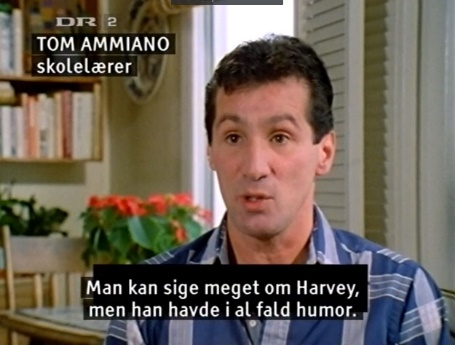 DR 2
TOM AMMIANO
skolelærer
Man kan sige meget om Harvey,
men han havde i al fald humor.